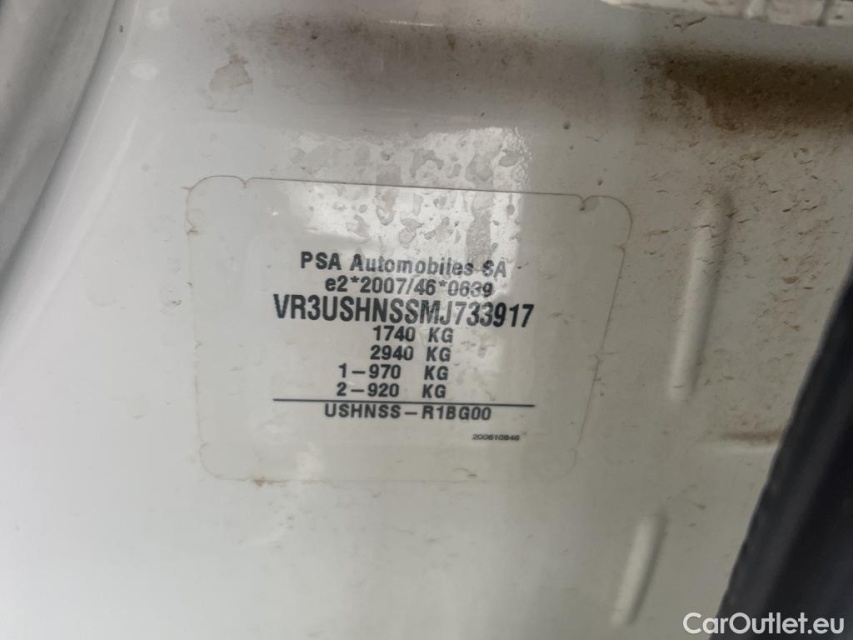 PSA Automobiles SA
e2*2007/46*0639
VR3USHNSSMJ733917
1740 KG
2940 KG
1-970 KG
2-920 KG
USHNSS-R1BG00
200610846
CarOutlet.eu